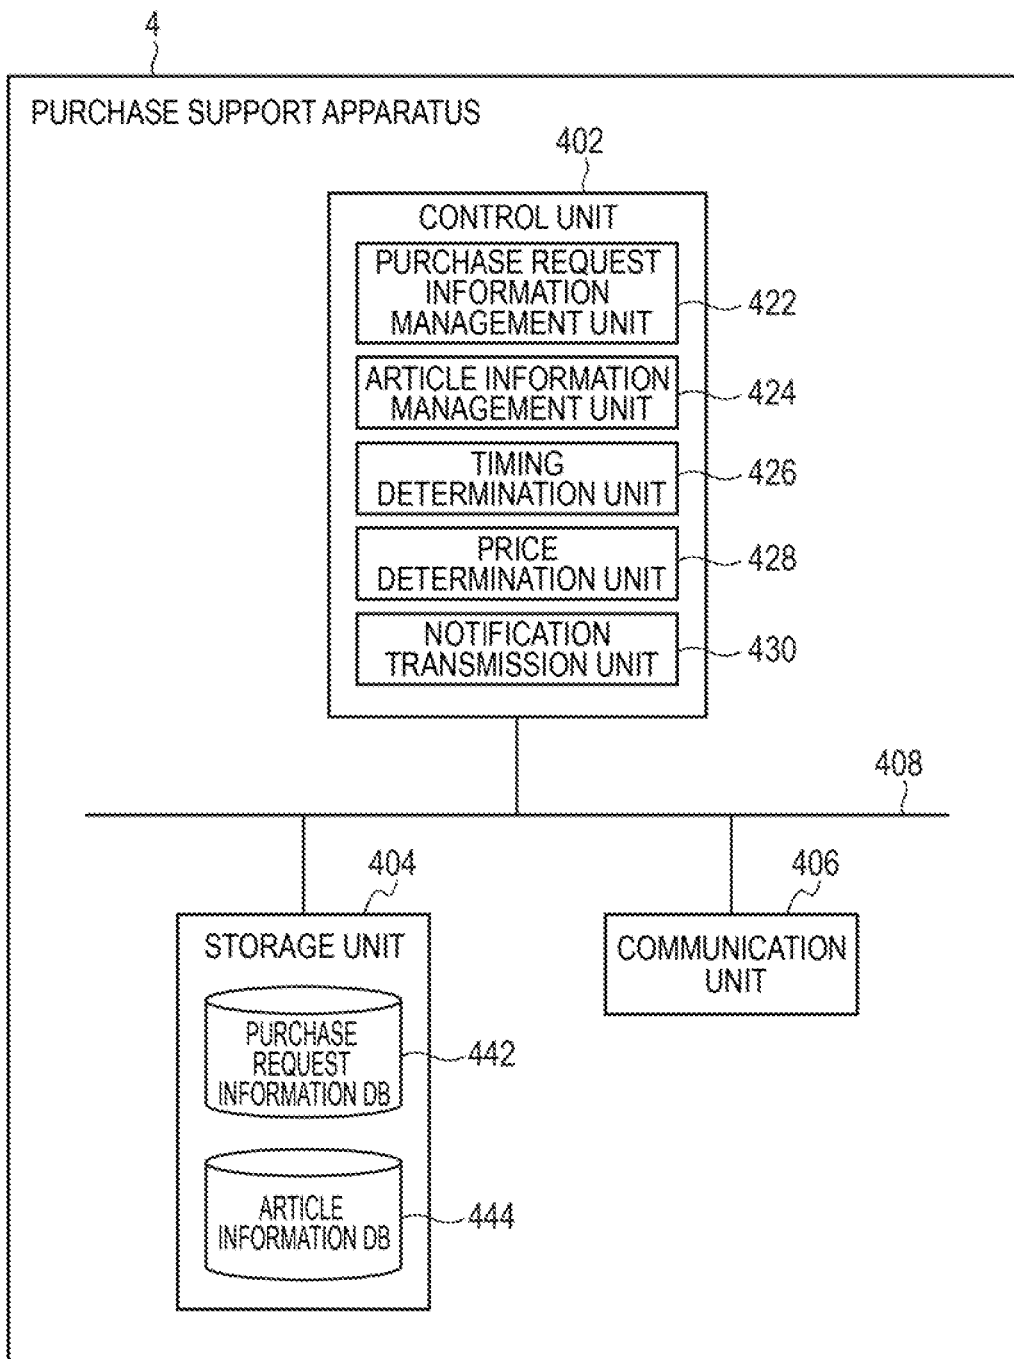 4
PURCHASE SUPPORT APPARATUS
402
CONTROL UNIT
PURCHASE REQUEST
INFORMATION
MANAGEMENT UNIT
422
ARTICLE INFORMATION
MANAGEMENT UNIT
424
TIMING
DETERMINATION UNIT
426
PRICE
DETERMINATION UNIT
428
NOTIFICATION
TRANSMISSION UNIT
430
408
404
STORAGE UNIT
PURCHASE
REQUEST
INFORMATION DB
442
ARTICLE
INFORMATION DB
444
406
COMMUNICATION
UNIT